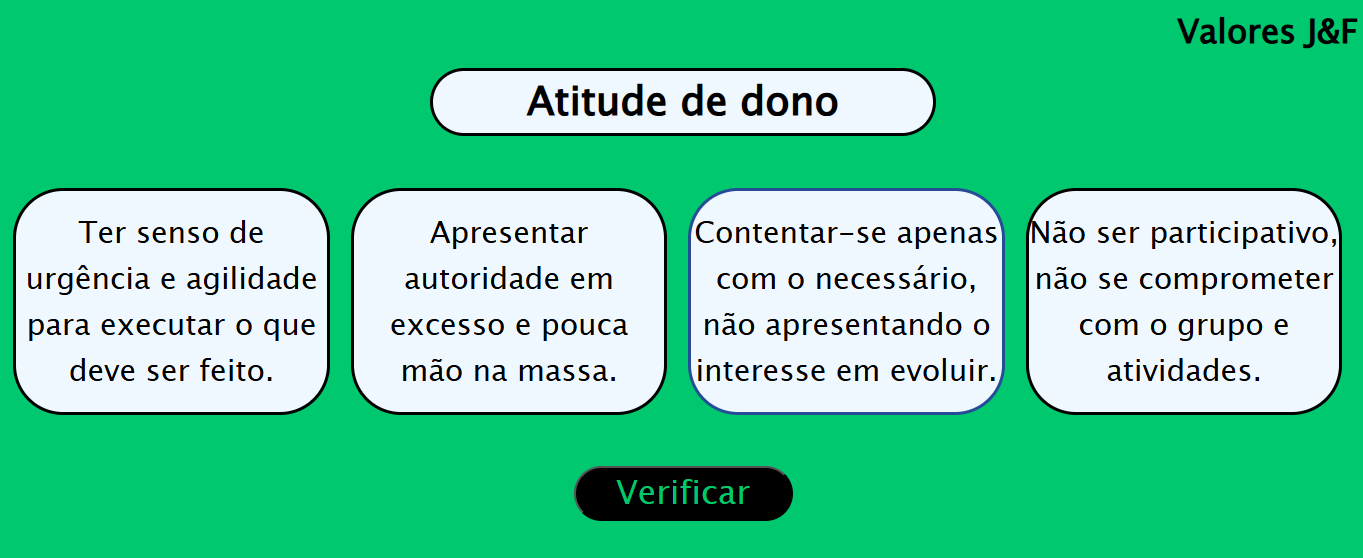 Valores J&F
Atitude de dono
Ter senso de
urgência e agilidade
para executar o que
deve ser feito.
Apresentar
autoridade em
excesso e pouca
mão na massa.
Contentar-se apenas
com o necessário,
não apresentando o
interesse em evoluir.
Não ser participativo,
não se comprometer
com o grupo e
atividades.
Verificar